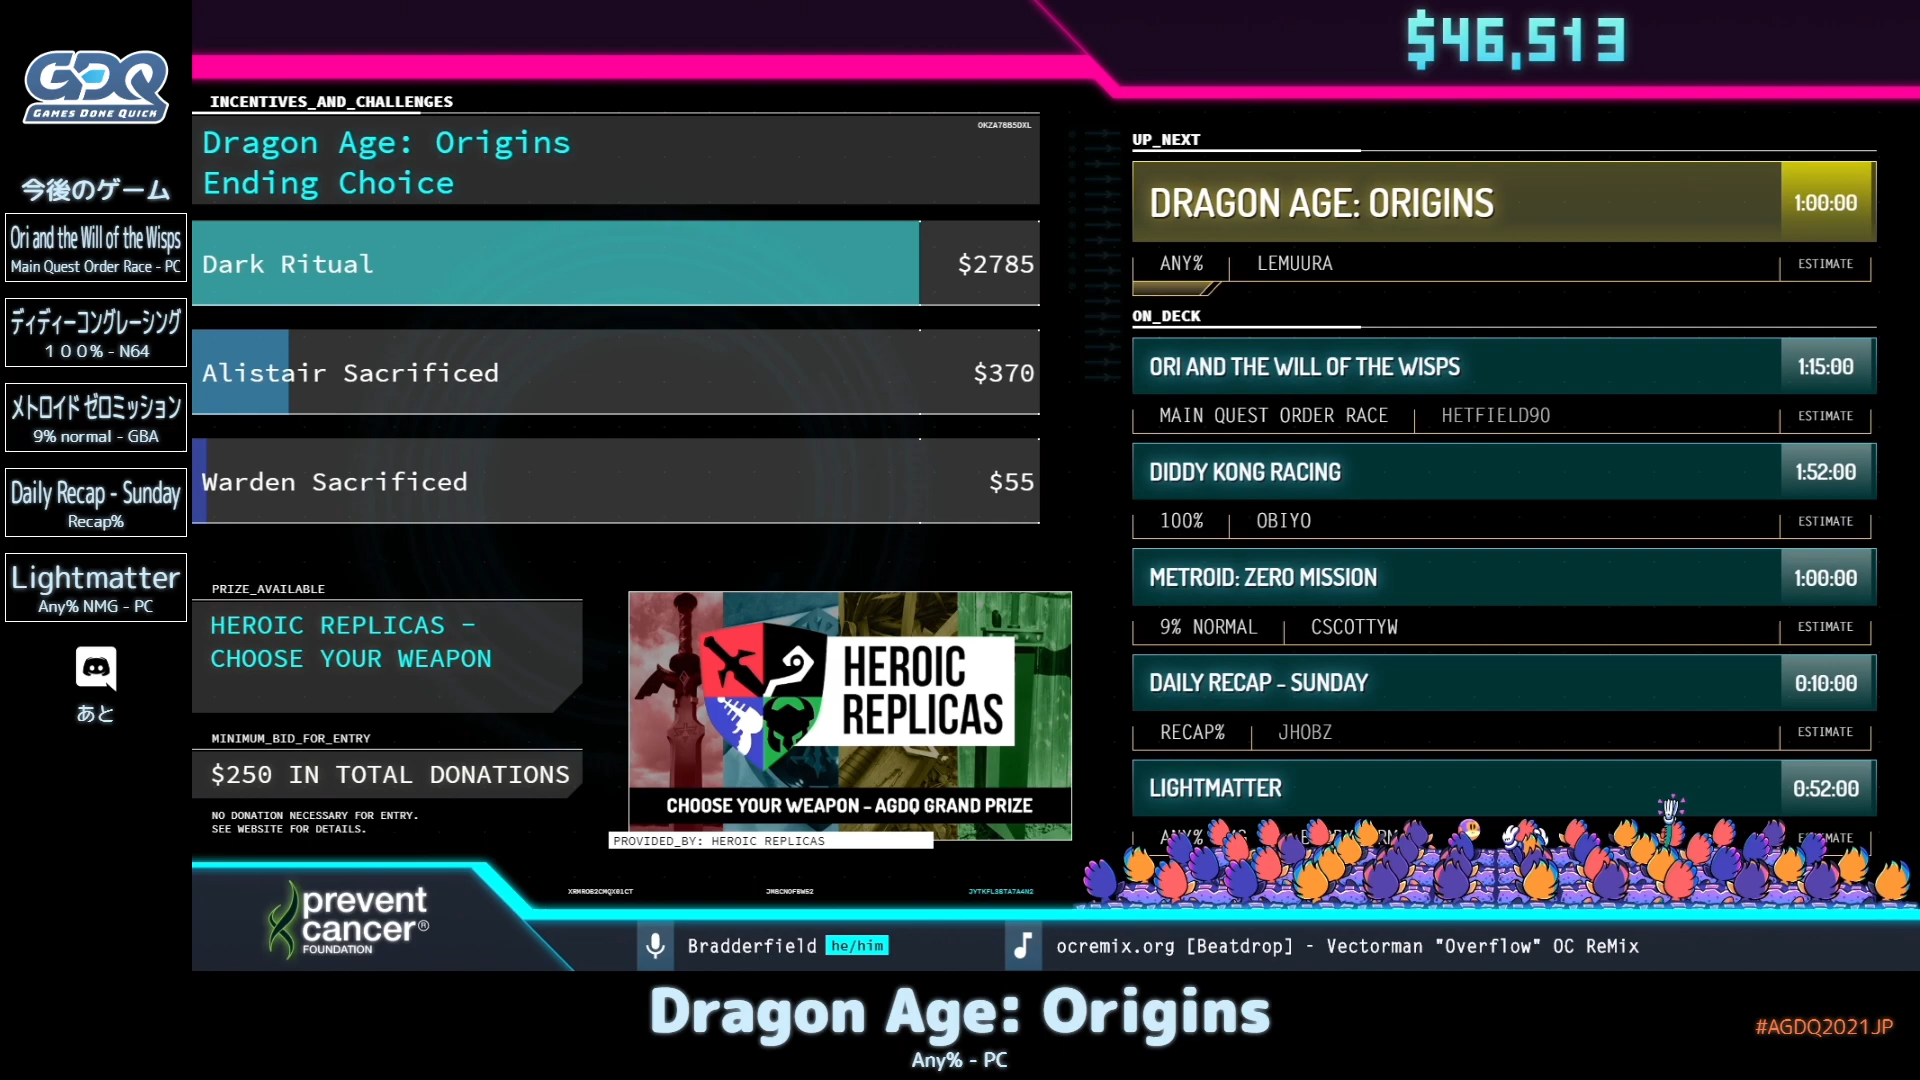 $46,513
GDQ
GAMES DONE QUICK
今後のゲーム
Ori and the Will of the Wisps
Main Quest Order Race - PC
ディディーコングレーシング
１００% - N64
メトロイド ゼロミッション
9% normal - GBA
Daily Recap - Sunday
Recap%
Lightmatter
Any% NMG - PC
あと
INCENTIVES_AND_CHALLENGES
Dragon Age: Origins
Ending Choice
Dark Ritual
$2785
Alistair Sacrificed
$370
Warden Sacrificed
$55
PRIZE_AVAILABLE
HEROIC REPLICAS -
CHOOSE YOUR WEAPON
MINIMUM_BID_FOR_ENTRY
$250 IN TOTAL DONATIONS
NO DONATION NECESSARY FOR ENTRY.
SEE WEBSITE FOR DETAILS.
HEROIC
REPLICAS
CHOOSE YOUR WEAPON – AGDQ GRAND PRIZE
PROVIDED_BY: HEROIC REPLICAS
UP_NEXT
DRAGON AGE: ORIGINS
1:00:00
ANY%
LEMUURA
ESTIMATE
ON_DECK
ORI AND THE WILL OF THE WISPS
1:15:00
MAIN QUEST ORDER RACE
HETFIELD90
ESTIMATE
DIDDY KONG RACING
1:52:00
100%
OBIYO
ESTIMATE
METROID: ZERO MISSION
1:00:00
9% NORMAL
CSCOTTYW
ESTIMATE
DAILY RECAP - SUNDAY
0:10:00
RECAP%
JHOBZ
ESTIMATE
LIGHTMATTER
0:52:00
ANY%
prevent
cancer®
FOUNDATION
Bradderfield he/him
ocremix.org [Beatdrop] - Vectorman "Overflow" OC ReMix
Dragon Age: Origins
Any% - PC
#AGDQ2021JP